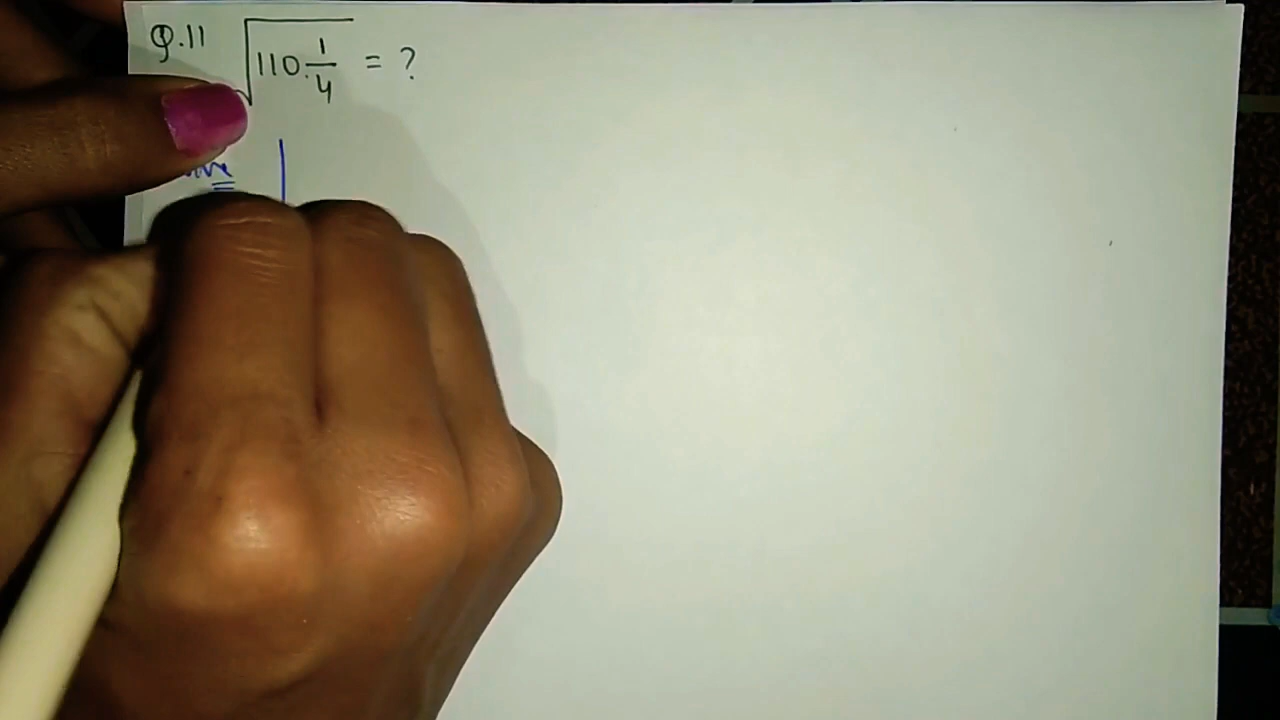 Q.11 √110.1/4 = ?